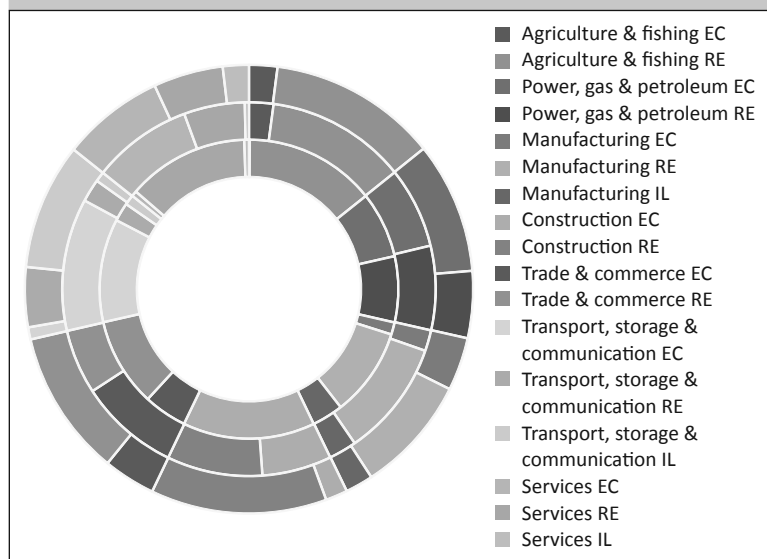 Agriculture & fishing EC
Agriculture & fishing RE
Power, gas & petroleum EC
Power, gas & petroleum RE
Manufacturing EC
Manufacturing RE
Manufacturing IL
Construction EC
Construction RE
Trade & commerce EC
Trade & commerce RE
Transport, storage &
communication EC
Transport, storage &
communication RE
Transport, storage &
communication IL
Services EC
Services RE
Services IL